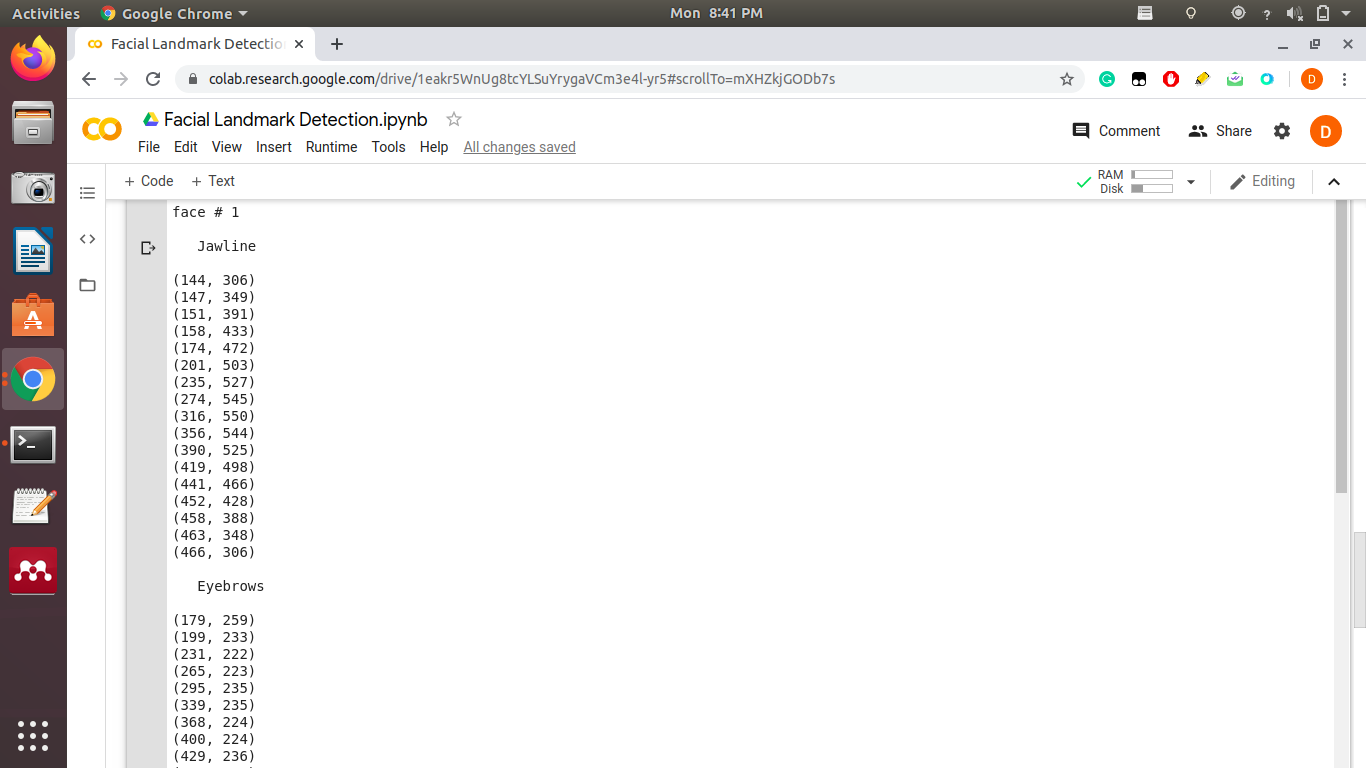 Activities Google Chrome Mon 8:41 PM ?
Facial Landmark Detectio
colab.research.google.com/drive/1eakr5WnUg8tcYLSuYrygaVCm3e4l-yr5#scrollTo=mXHZkjGODb7s D
CO Facial Landmark Detection.ipynb
File Edit View Insert Runtime Tools Help All changes saved
Comment Share D
+ Code + Text RAM
Disk
Editing
face # 1
Jawline
(144, 306)
(147, 349)
(151, 391)
(158, 433)
(174, 472)
(201, 503)
(235, 527)
(274, 545)
(316, 550)
(356, 544)
(390, 525)
(419, 498)
(441, 466)
(452, 428)
(458, 388)
(463, 348)
(466, 306)
Eyebrows
(179, 259)
(199, 233)
(231, 222)
(265, 223)
(295, 235)
(339, 235)
(368, 224)
(400, 224)
(429, 236)